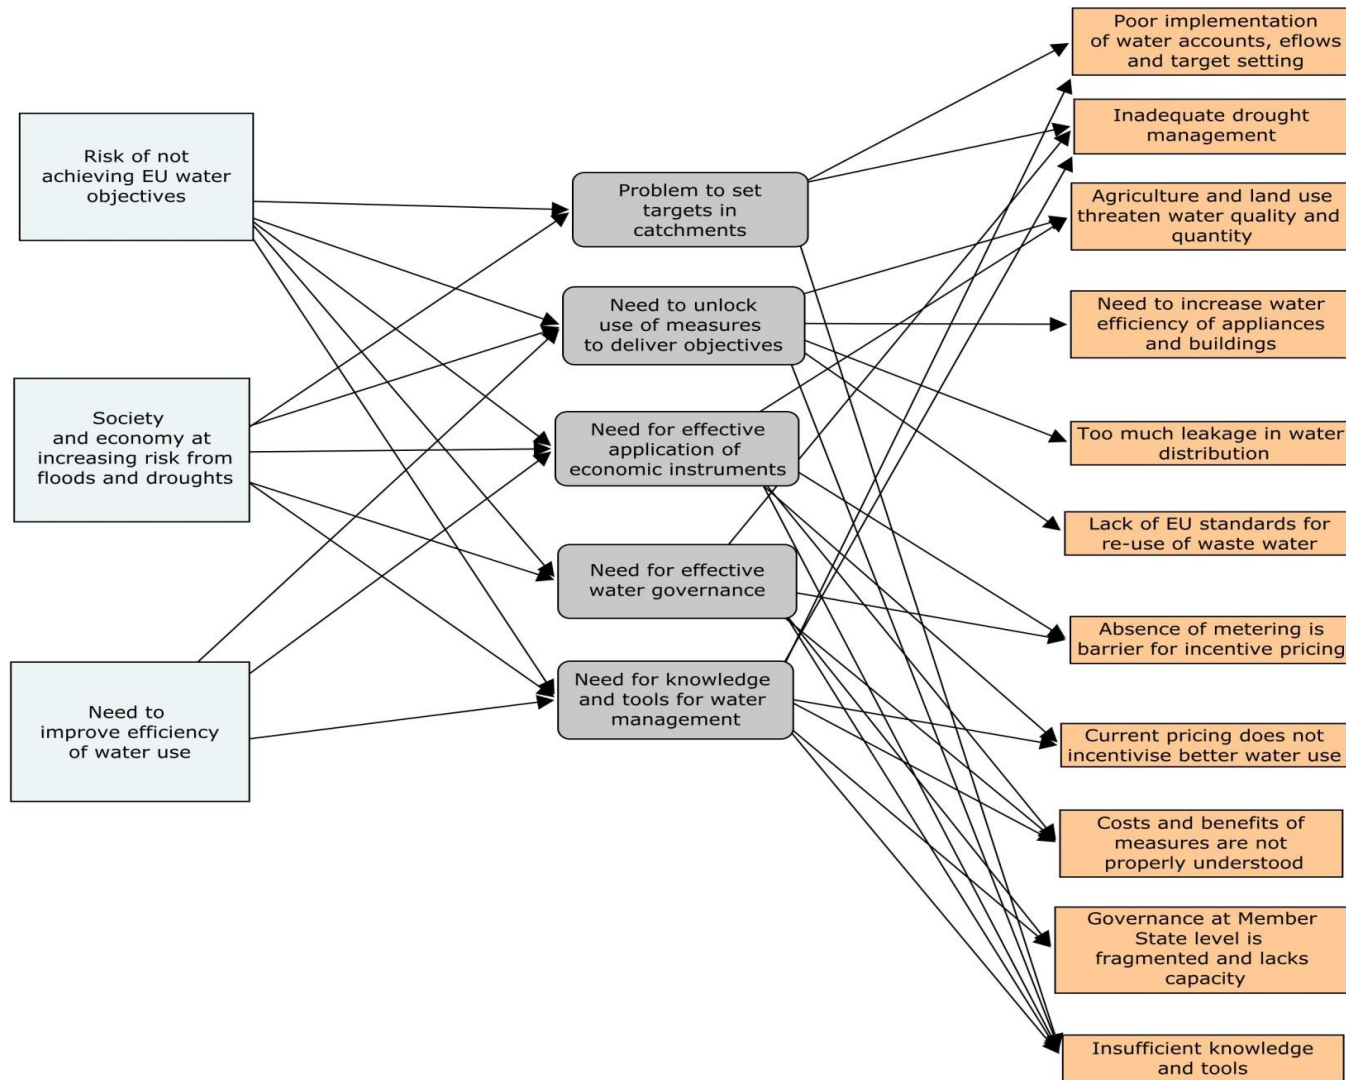 Risk of not
achieving EU water
objectives
Society
and economy at
increasing risk from
floods and droughts
Need to
improve efficiency
of water use
Problem to set
targets in
catchments
Need to unlock
use of measures
to deliver objectives
Need for effective
application of
economic instruments
Need for effective
water governance
Need for knowledge
and tools for water
management
Poor implementation
of water accounts, eflows
and target setting
Inadequate drought
management
Agriculture and land use
threaten water quality and
quantity
Need to increase water
efficiency of appliances
and buildings
Too much leakage in water
distribution
Lack of EU standards for
re-use of waste water
Absence of metering is
barrier for incentive pricing
Current pricing does not
incentivise better water use
Costs and benefits of
measures are not
properly understood
Governance at Member
State level is
fragmented and lacks
capacity
Insufficient knowledge
and tools